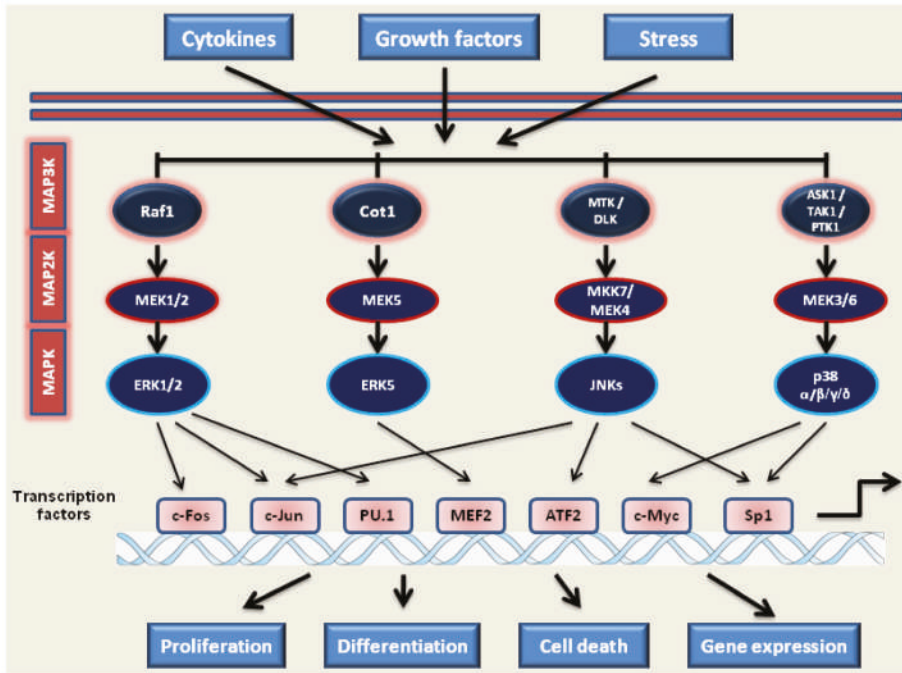 Cytokines
Growth factors
Stress
MAP3K
Raf1
Cot1
MTK/
DLK
ASK1/
TAK1/
PTK1
MAP2K
MEK1/2
MEK5
MKK7/
MEK4
MEK3/6
MAPK
ERK1/2
ERK5
JNKs
p38
α/β/γ/δ
Transcription
factors
c-Fos
c-Jun
PU.1
MEF2
ATF2
c-Myc
Sp1
Proliferation
Differentiation
Cell death
Gene expression